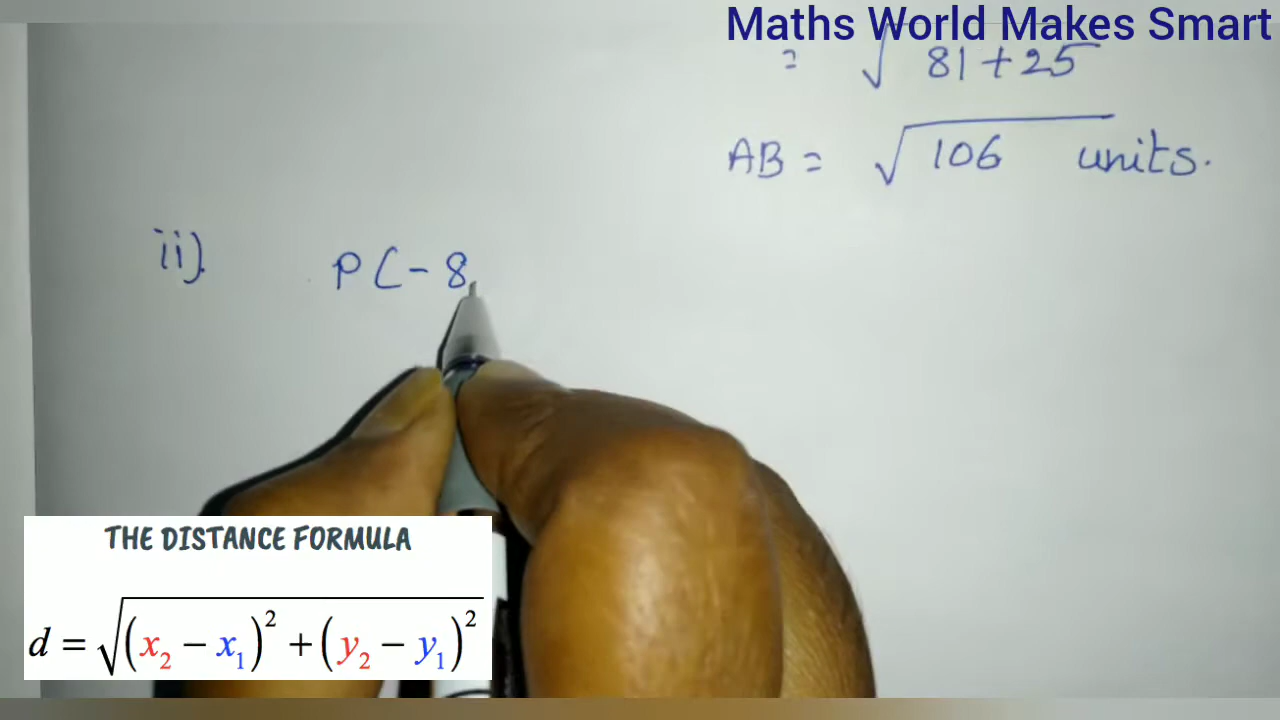 Maths World Makes Smart
= √81+25
AB = √106 units.
ii). P(-8,
THE DISTANCE FORMULA
d = √(x₂ − x₁)² + (y₂ − y₁)²